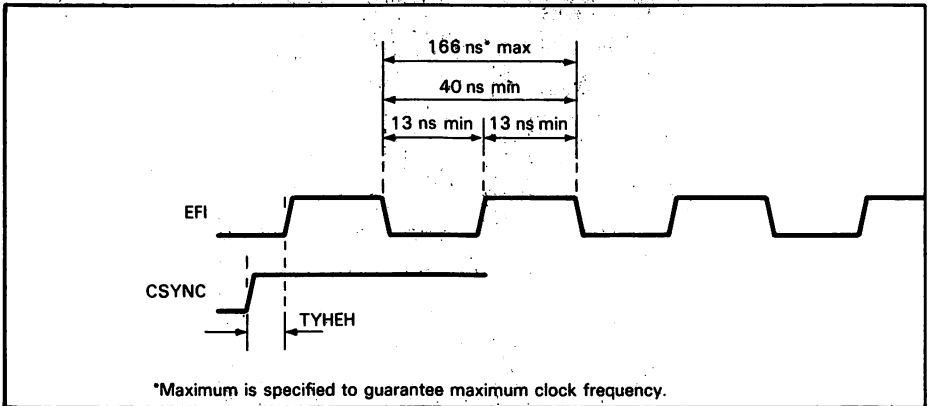 166 ns* max
40 ns min
13 ns min 13 ns min
EFI
CSYNC
TYHEH
*Maximum is specified to guarantee maximum clock frequency.